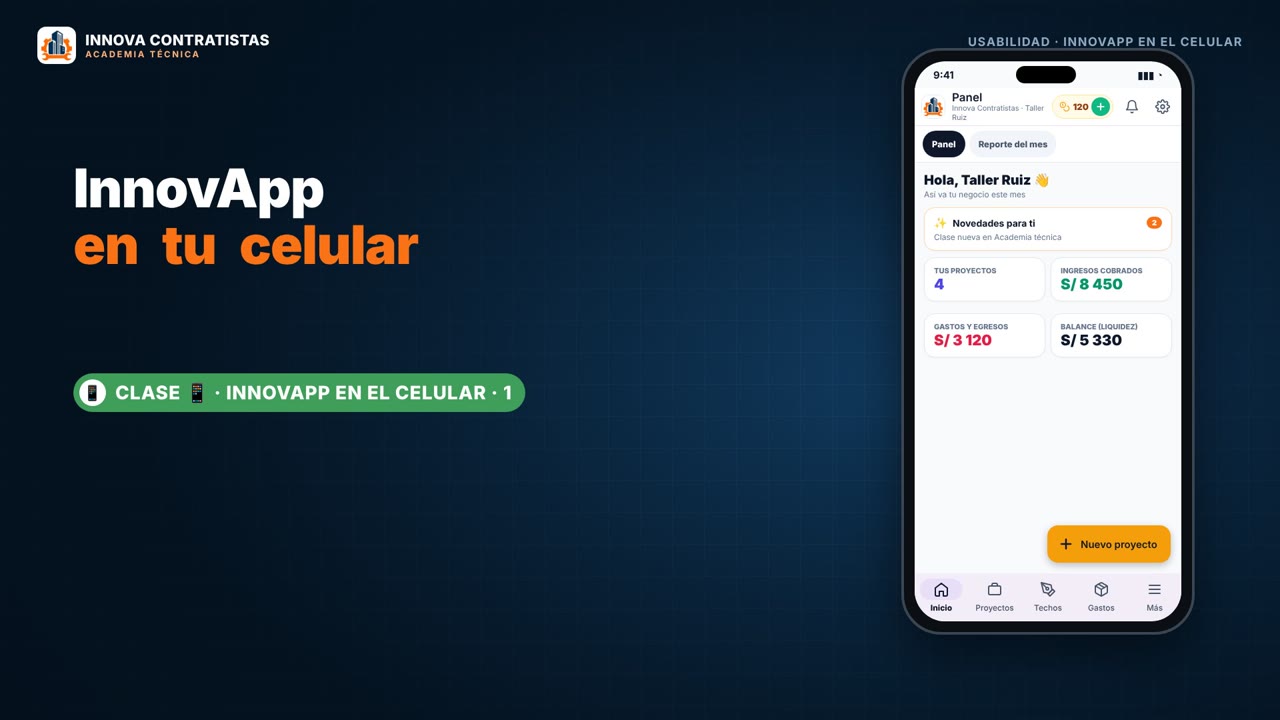 INNOVA CONTRATISTAS
ACADEMIA TÉCNICA
USABILIDAD · INNOVAPP EN EL CELULAR
InnovApp
en tu celular
CLASE 📱 · INNOVAPP EN EL CELULAR · 1
9:41
Panel
Innova Contratistas · Taller
Ruiz
120
Panel
Reporte del mes
Hola, Taller Ruiz 👋
Así va tu negocio este mes
✨ Novedades para ti
2
Clase nueva en Academia técnica
TUS PROYECTOS
4
INGRESOS COBRADOS
S/ 8 450
GASTOS Y EGRESOS
S/ 3 120
BALANCE (LIQUIDEZ)
S/ 5 330
+ Nuevo proyecto
Inicio
Proyectos
Techos
Gastos
Más